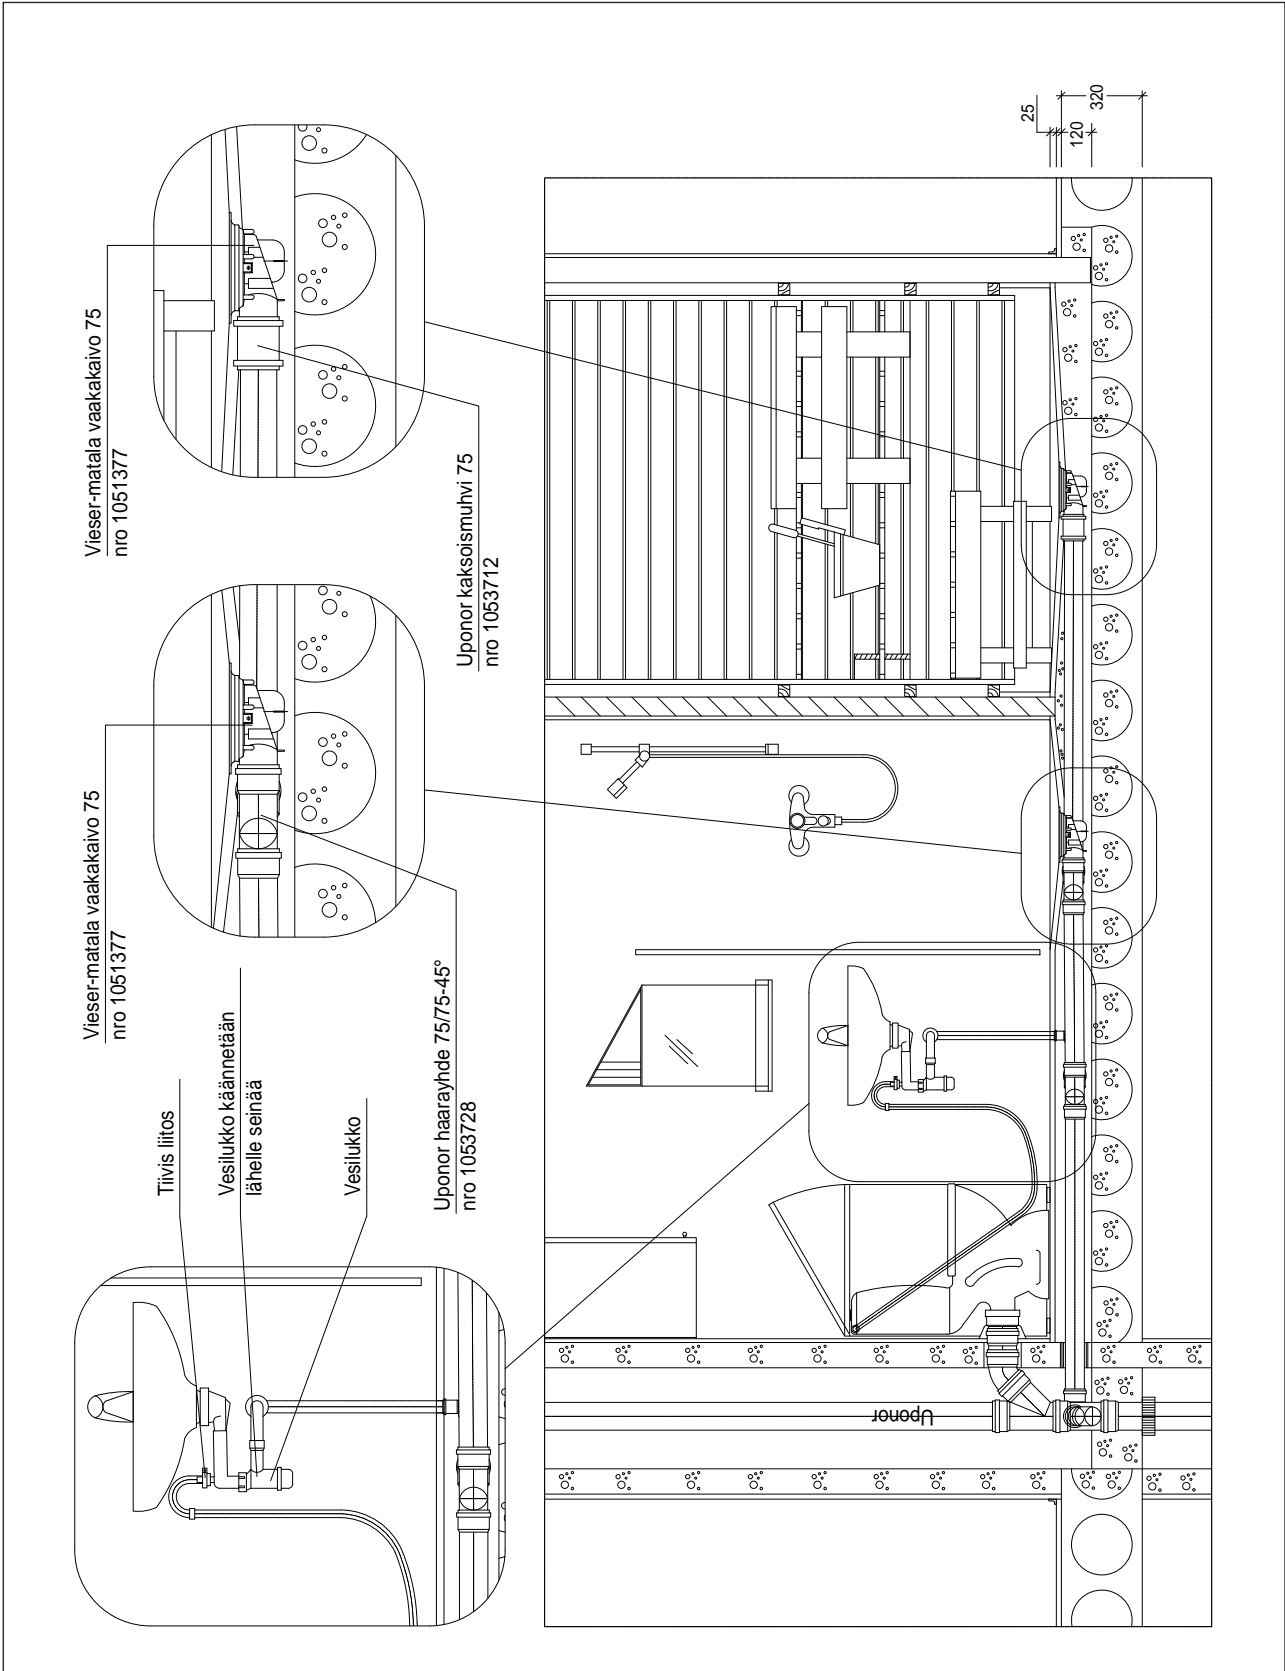 Vieser-matala vaakakaivo 75
nro 1051377
Uponor kaksoismuhvi 75
nro 1053712
Vieser-matala vaakakaivo 75
nro 1051377
Tiivis liitos
Vesilukko käännetään
lähelle seinää
Vesilukko
Uponor haarayhde 75/75-45°
nro 1053728
25
120
320
Uponor